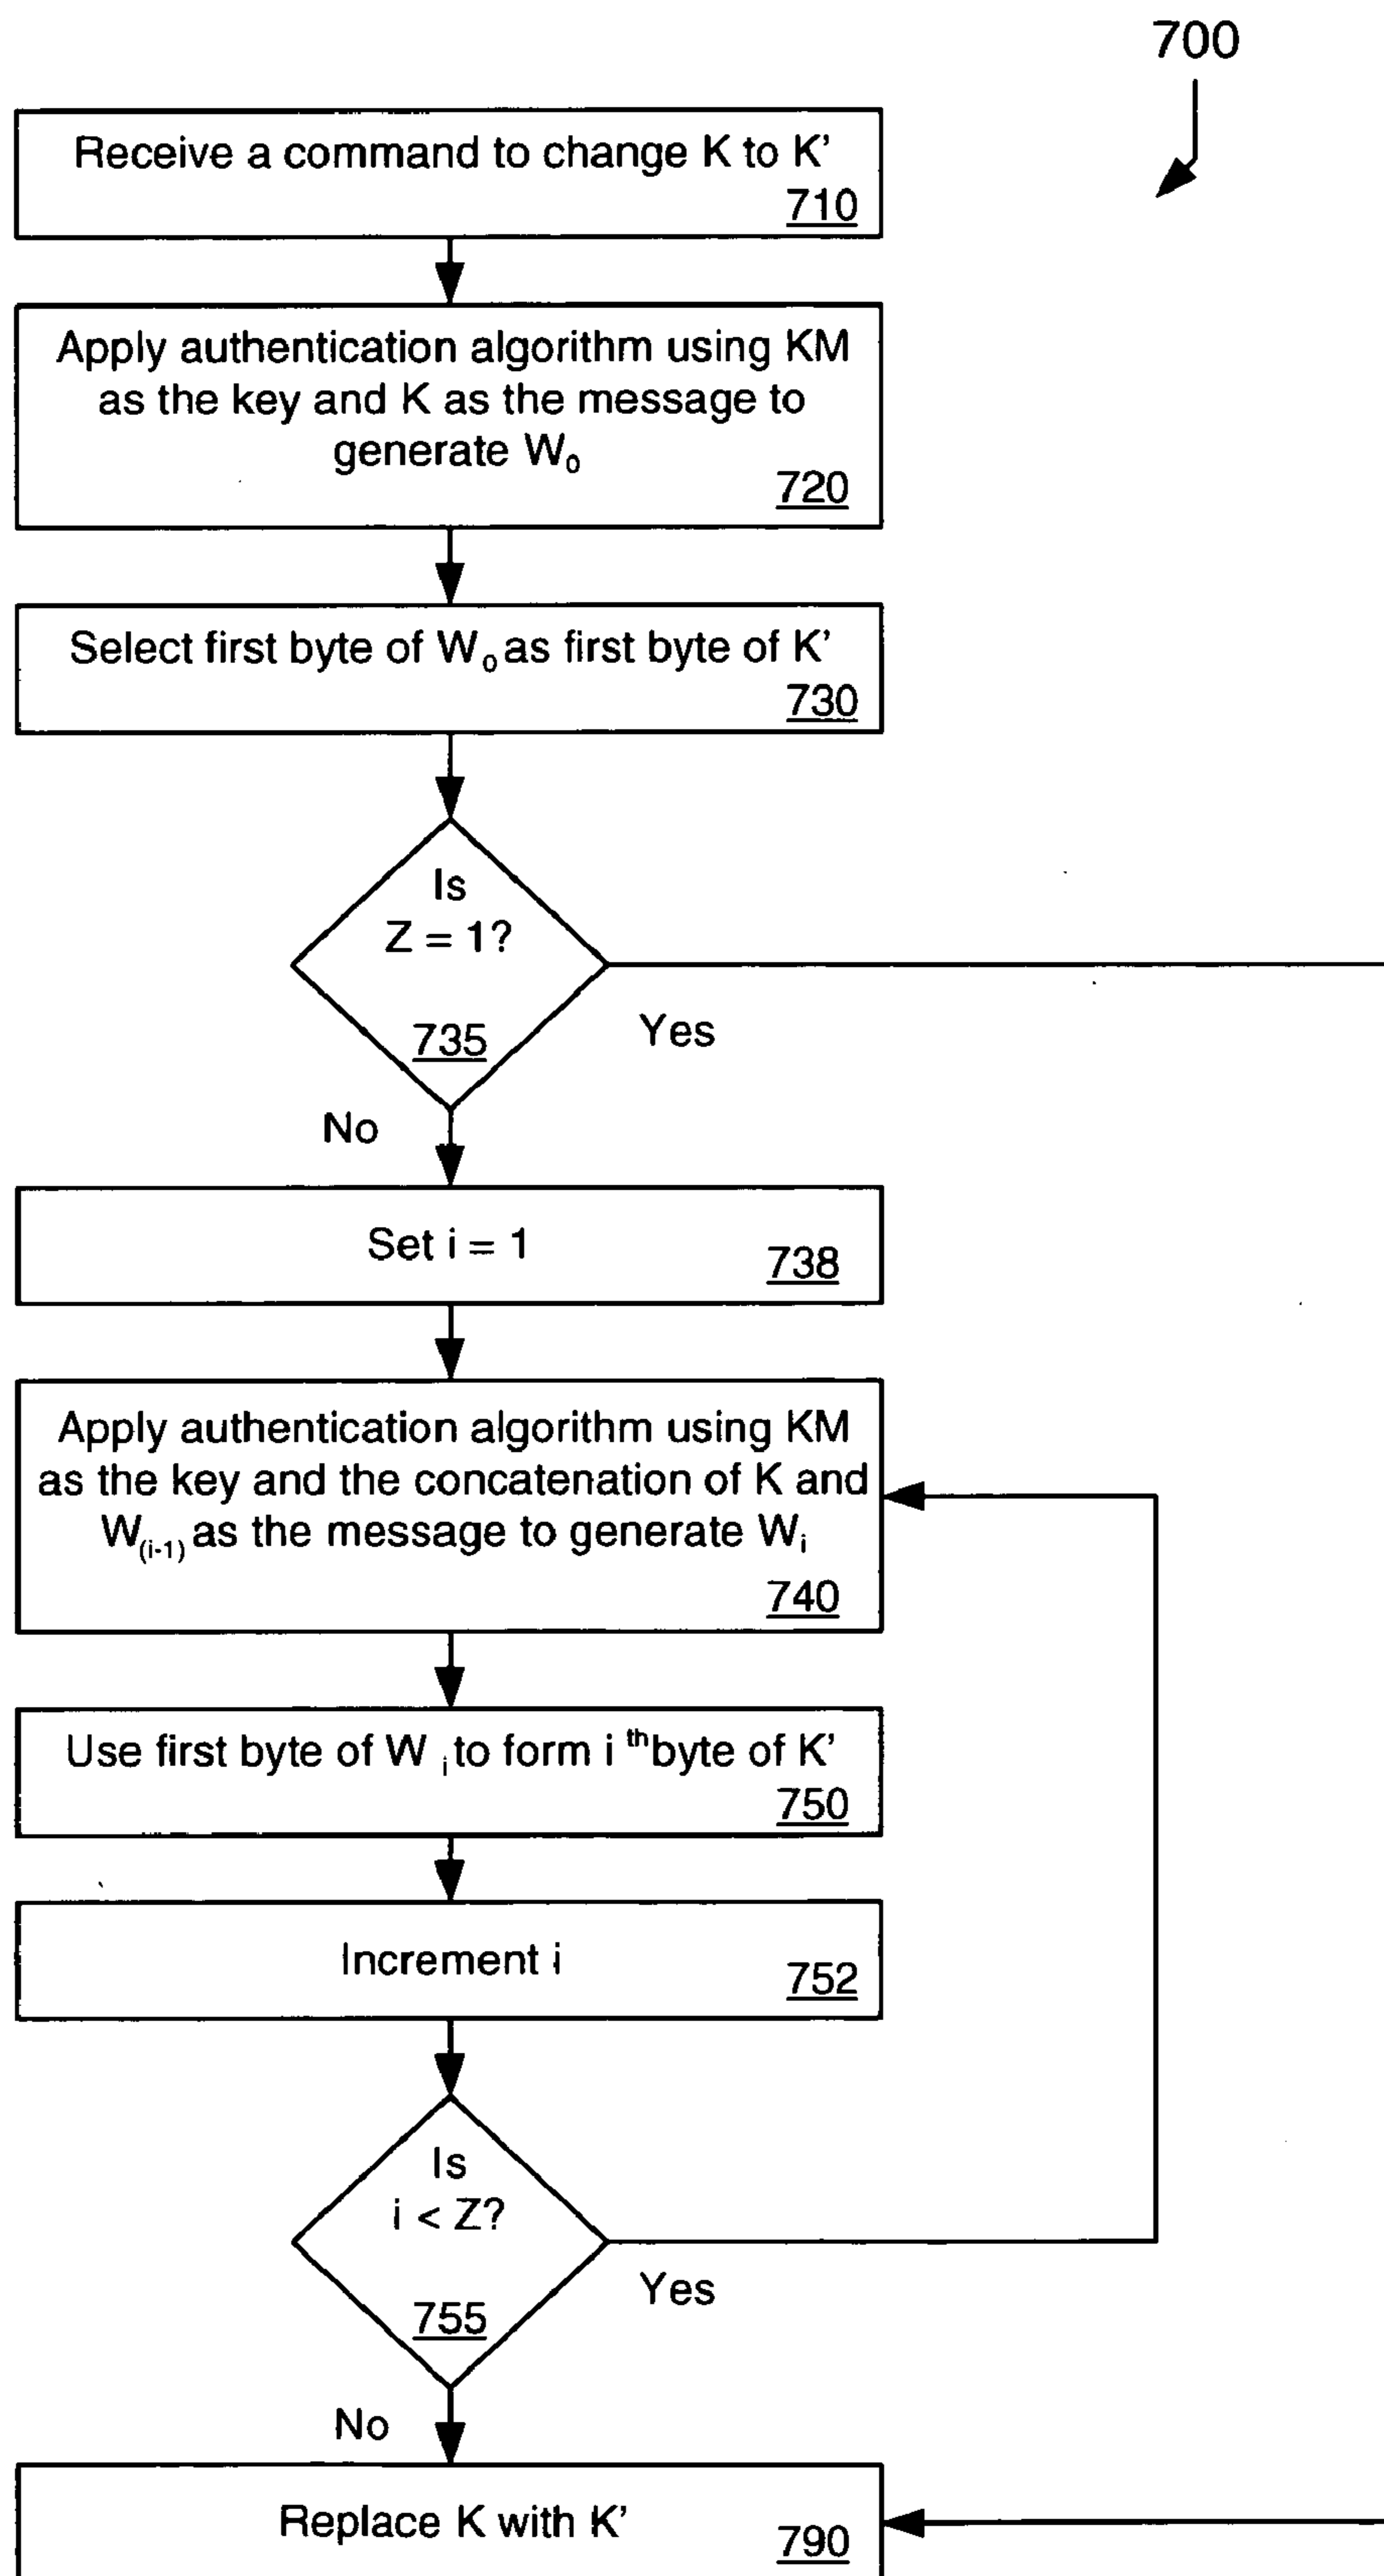 700
Receive a command to change K to K'
710
Apply authentication algorithm using KM
as the key and K as the message to
generate W₀
720
Select first byte of W₀ as first byte of K'
730
Is
Z = 1?
735
Yes
No
Set i = 1
738
Apply authentication algorithm using KM
as the key and the concatenation of K and
W₍ᵢ₋₁₎ as the message to generate Wᵢ
740
Use first byte of W ᵢ to form i ᵗʰ byte of K'
750
Increment i
752
Is
i < Z?
755
Yes
No
Replace K with K'
790